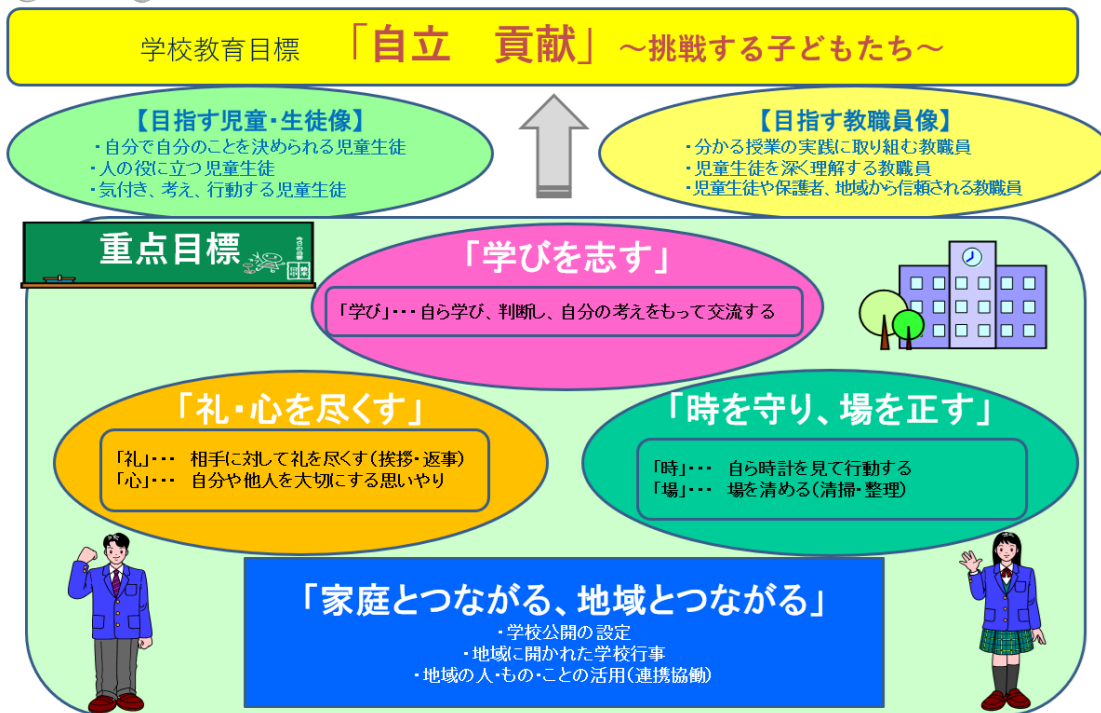 学校教育目標 「自立 貢献」 ～挑戦する子どもたち～
【目指す児童・生徒像】
・自分で自分のことを決められる児童生徒
・人の役に立つ児童生徒
・気付き、考え、行動する児童生徒
【目指す教職員像】
・分かる授業の実践に取り組む教職員
・児童生徒を深く理解する教職員
・児童生徒や保護者、地域から信頼される教職員
重点目標
「学びを志す」
「学び」･･･自ら学び、判断し、自分の考えをもって交流する
「礼・心を尽くす」
「礼」･･･ 相手に対して礼を尽くす(挨拶・返事)
「心」･･･ 自分や他人を大切にする思いやり
「時を守り、場を正す」
「時」･･･ 自ら時計を見て行動する
「場」･･･ 場を清める(清掃・整理)
「家庭とつながる、地域とつながる」
・学校公開の設定
・地域に開かれた学校行事
・地域の人・もの・ことの活用(連携協働)